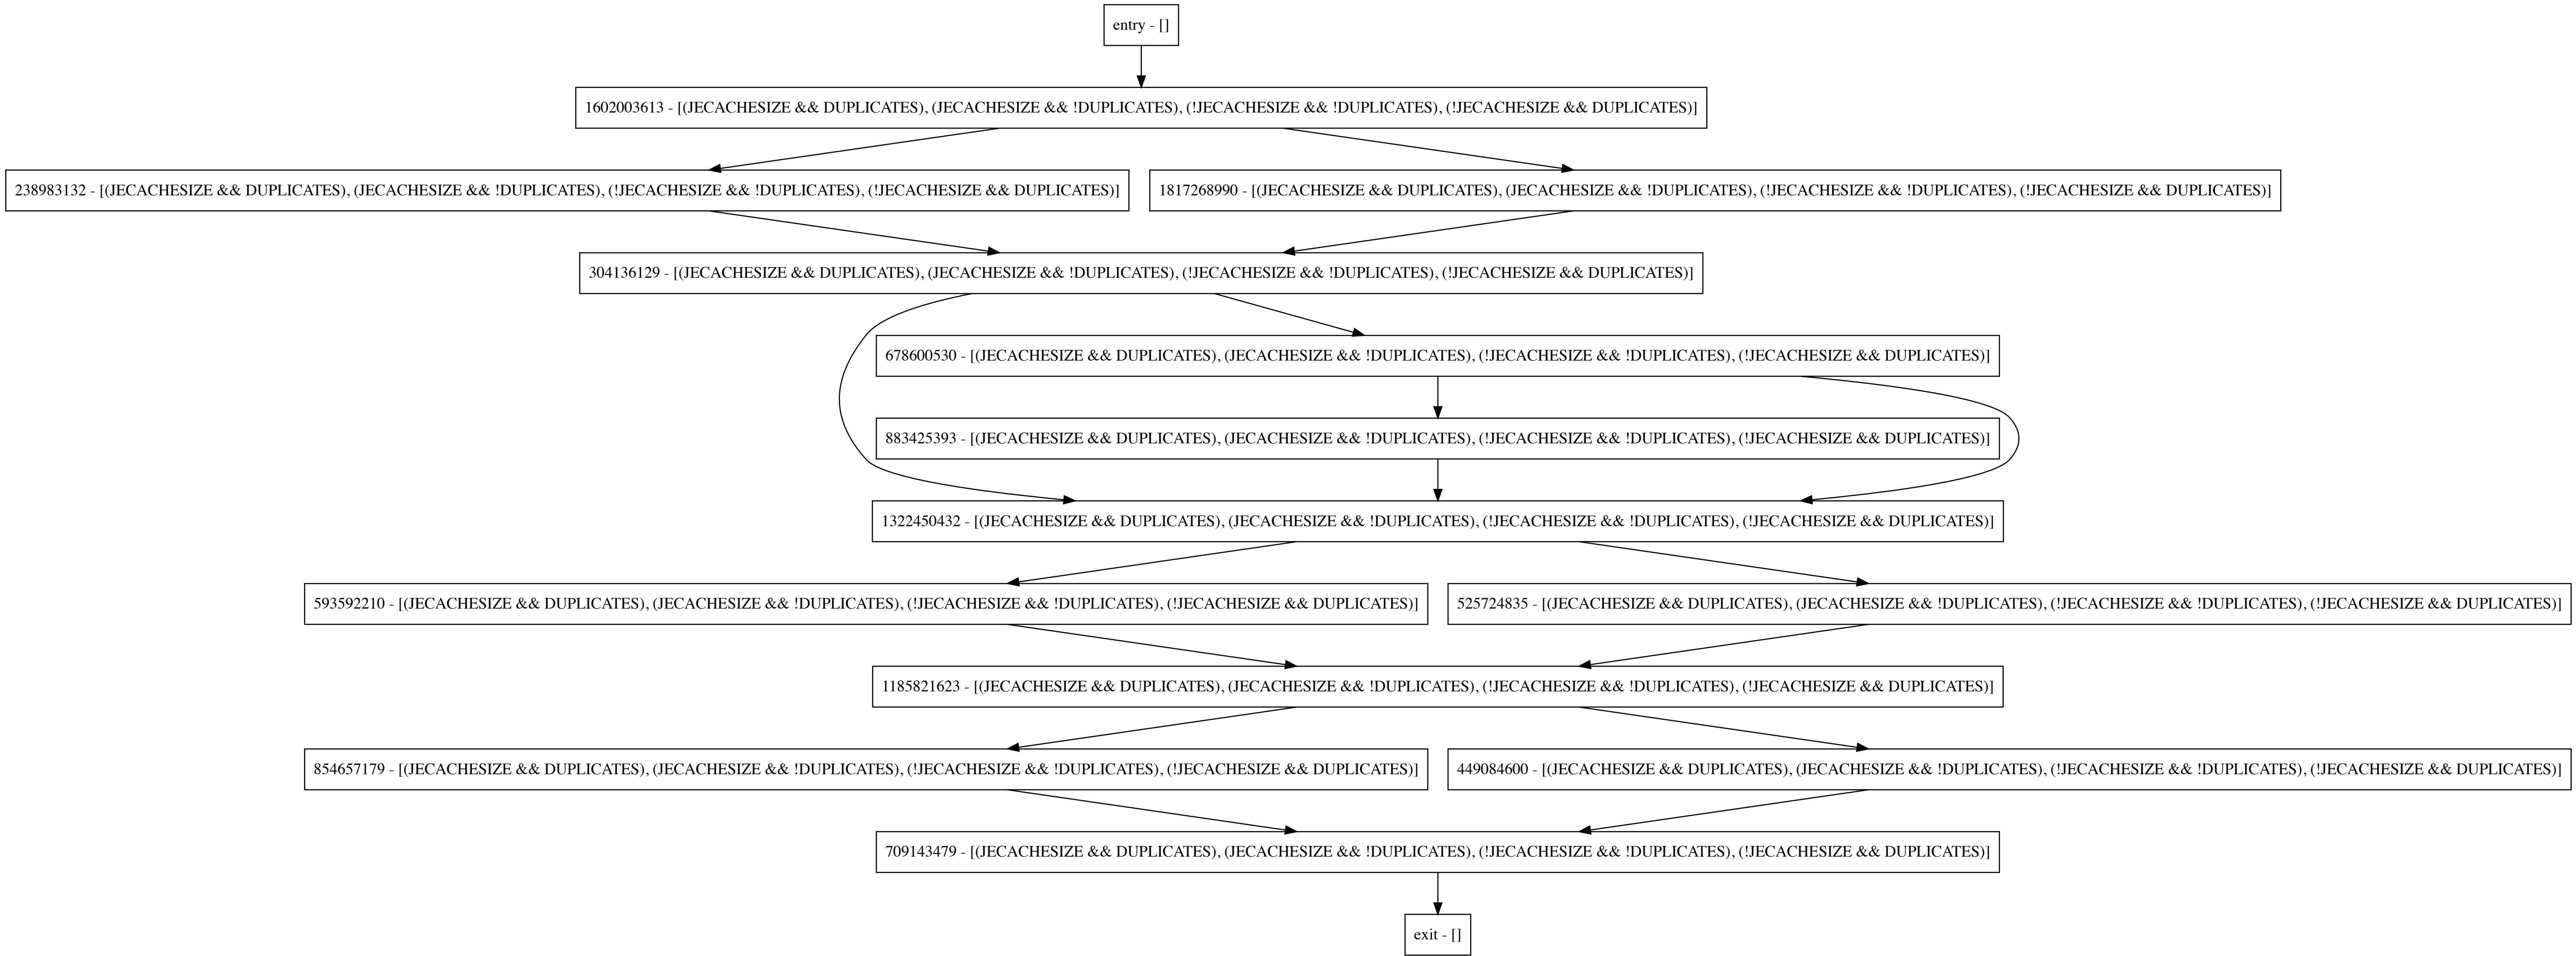 entry - []
1602003613 - [(JECACHESIZE && DUPLICATES), (JECACHESIZE && !DUPLICATES), (!JECACHESIZE && !DUPLICATES), (!JECACHESIZE && DUPLICATES)]
238983132 - [(JECACHESIZE && DUPLICATES), (JECACHESIZE && !DUPLICATES), (!JECACHESIZE && !DUPLICATES), (!JECACHESIZE && DUPLICATES)]
1817268990 - [(JECACHESIZE && DUPLICATES), (JECACHESIZE && !DUPLICATES), (!JECACHESIZE && !DUPLICATES), (!JECACHESIZE && DUPLICATES)]
304136129 - [(JECACHESIZE && DUPLICATES), (JECACHESIZE && !DUPLICATES), (!JECACHESIZE && !DUPLICATES), (!JECACHESIZE && DUPLICATES)]
678600530 - [(JECACHESIZE && DUPLICATES), (JECACHESIZE && !DUPLICATES), (!JECACHESIZE && !DUPLICATES), (!JECACHESIZE && DUPLICATES)]
883425393 - [(JECACHESIZE && DUPLICATES), (JECACHESIZE && !DUPLICATES), (!JECACHESIZE && !DUPLICATES), (!JECACHESIZE && DUPLICATES)]
1322450432 - [(JECACHESIZE && DUPLICATES), (JECACHESIZE && !DUPLICATES), (!JECACHESIZE && !DUPLICATES), (!JECACHESIZE && DUPLICATES)]
593592210 - [(JECACHESIZE && DUPLICATES), (JECACHESIZE && !DUPLICATES), (!JECACHESIZE && !DUPLICATES), (!JECACHESIZE && DUPLICATES)]
525724835 - [(JECACHESIZE && DUPLICATES), (JECACHESIZE && !DUPLICATES), (!JECACHESIZE && !DUPLICATES), (!JECACHESIZE && DUPLICATES)]
1185821623 - [(JECACHESIZE && DUPLICATES), (JECACHESIZE && !DUPLICATES), (!JECACHESIZE && !DUPLICATES), (!JECACHESIZE && DUPLICATES)]
854657179 - [(JECACHESIZE && DUPLICATES), (JECACHESIZE && !DUPLICATES), (!JECACHESIZE && !DUPLICATES), (!JECACHESIZE && DUPLICATES)]
449084600 - [(JECACHESIZE && DUPLICATES), (JECACHESIZE && !DUPLICATES), (!JECACHESIZE && !DUPLICATES), (!JECACHESIZE && DUPLICATES)]
709143479 - [(JECACHESIZE && DUPLICATES), (JECACHESIZE && !DUPLICATES), (!JECACHESIZE && !DUPLICATES), (!JECACHESIZE && DUPLICATES)]
exit - []